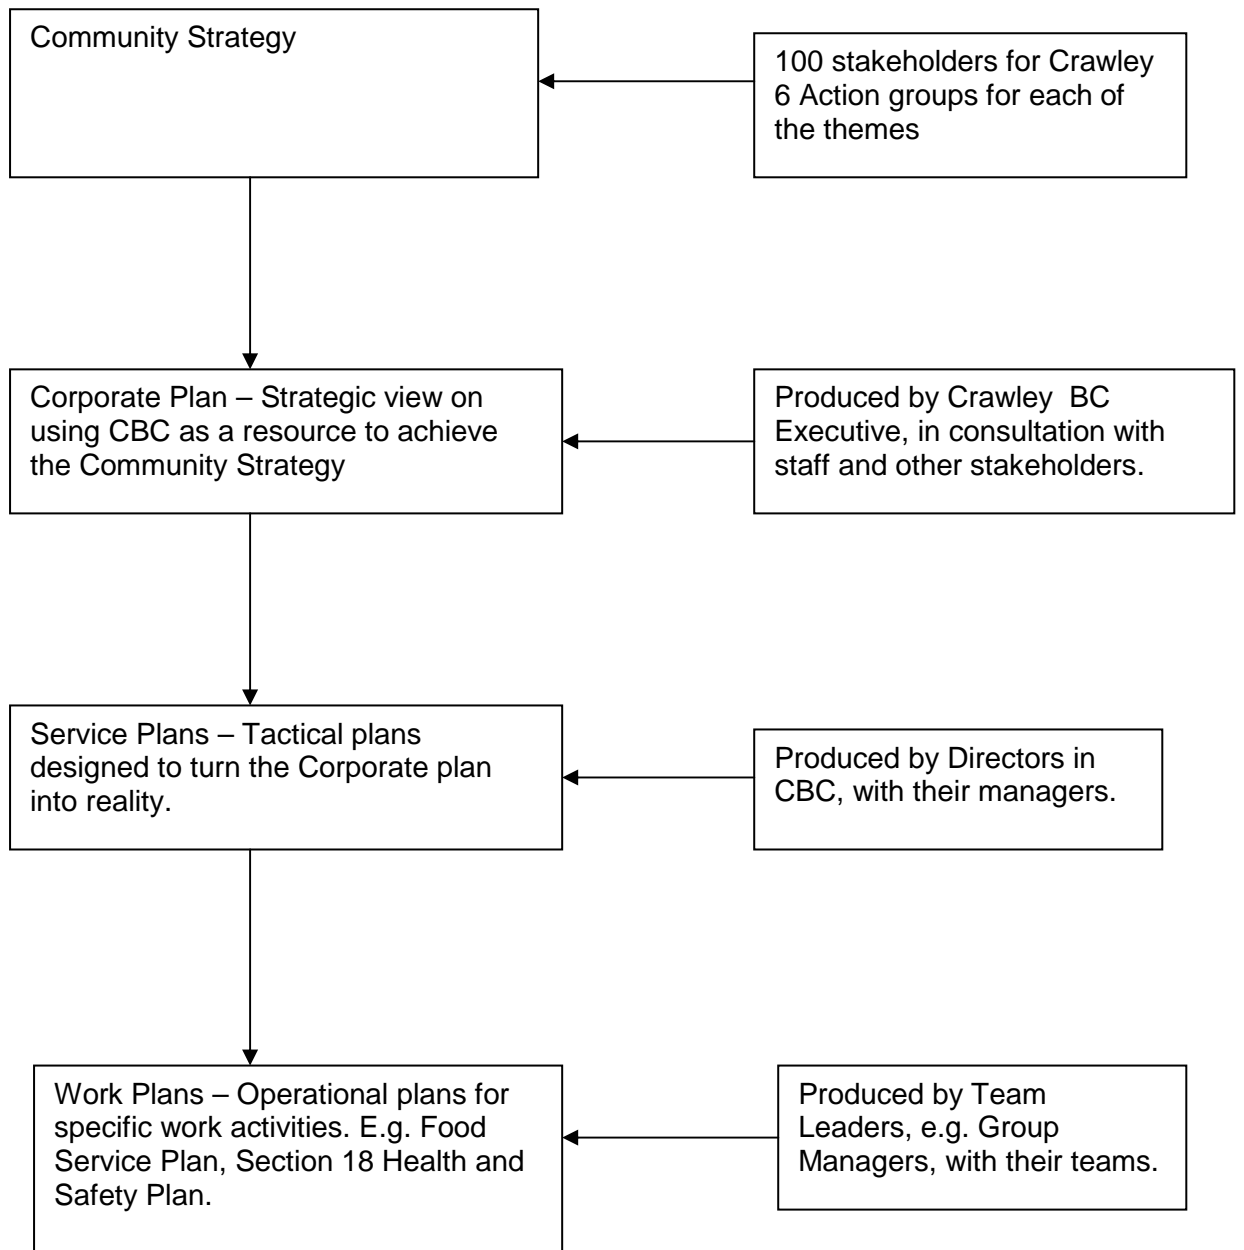 Community Strategy
100 stakeholders for Crawley
6 Action groups for each of
the themes
Corporate Plan – Strategic view on
using CBC as a resource to achieve
the Community Strategy
Produced by Crawley  BC
Executive, in consultation with
staff and other stakeholders.
Service Plans – Tactical plans
designed to turn the Corporate plan
into reality.
Produced by Directors in
CBC, with their managers.
Work Plans – Operational plans for
specific work activities. E.g. Food
Service Plan, Section 18 Health and
Safety Plan.
Produced by Team
Leaders, e.g. Group
Managers, with their teams.